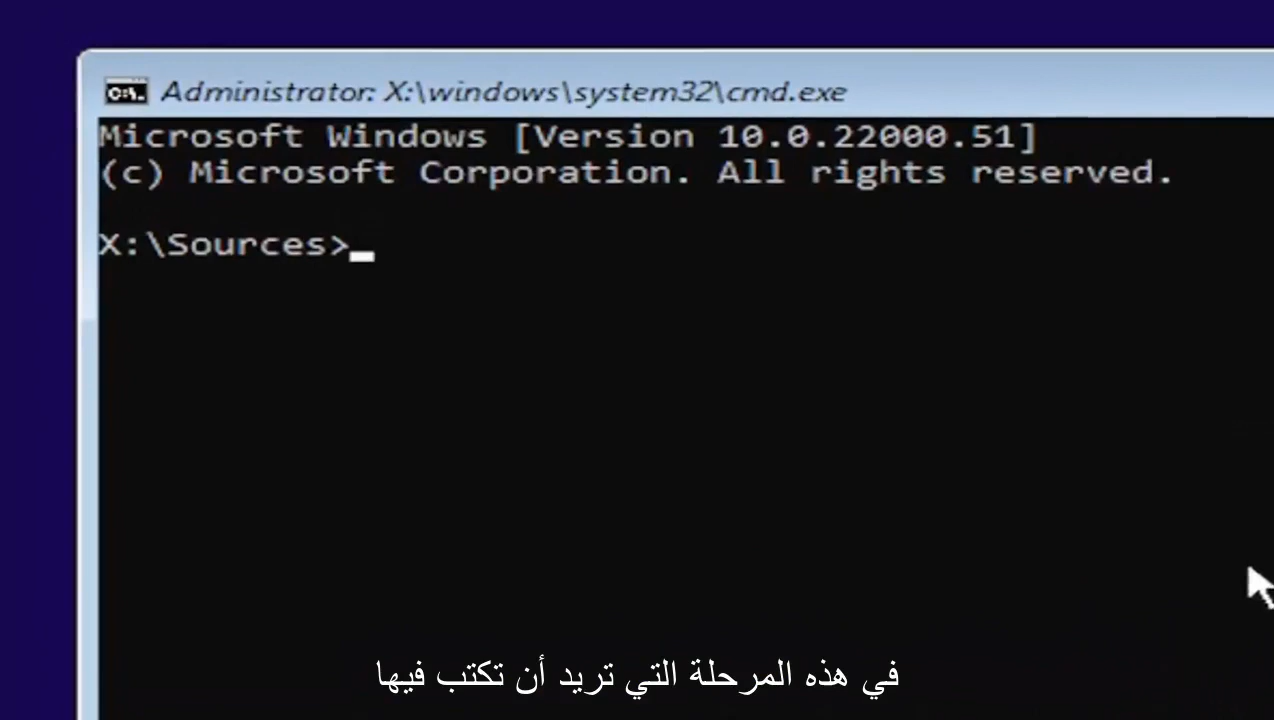 Administrator: X:\windows\system32\cmd.exe
Microsoft Windows [Version 10.0.22000.51]
(c) Microsoft Corporation. All rights reserved.
X:\Sources>
في هذه المرحلة التي تريد أن تكتب فيها